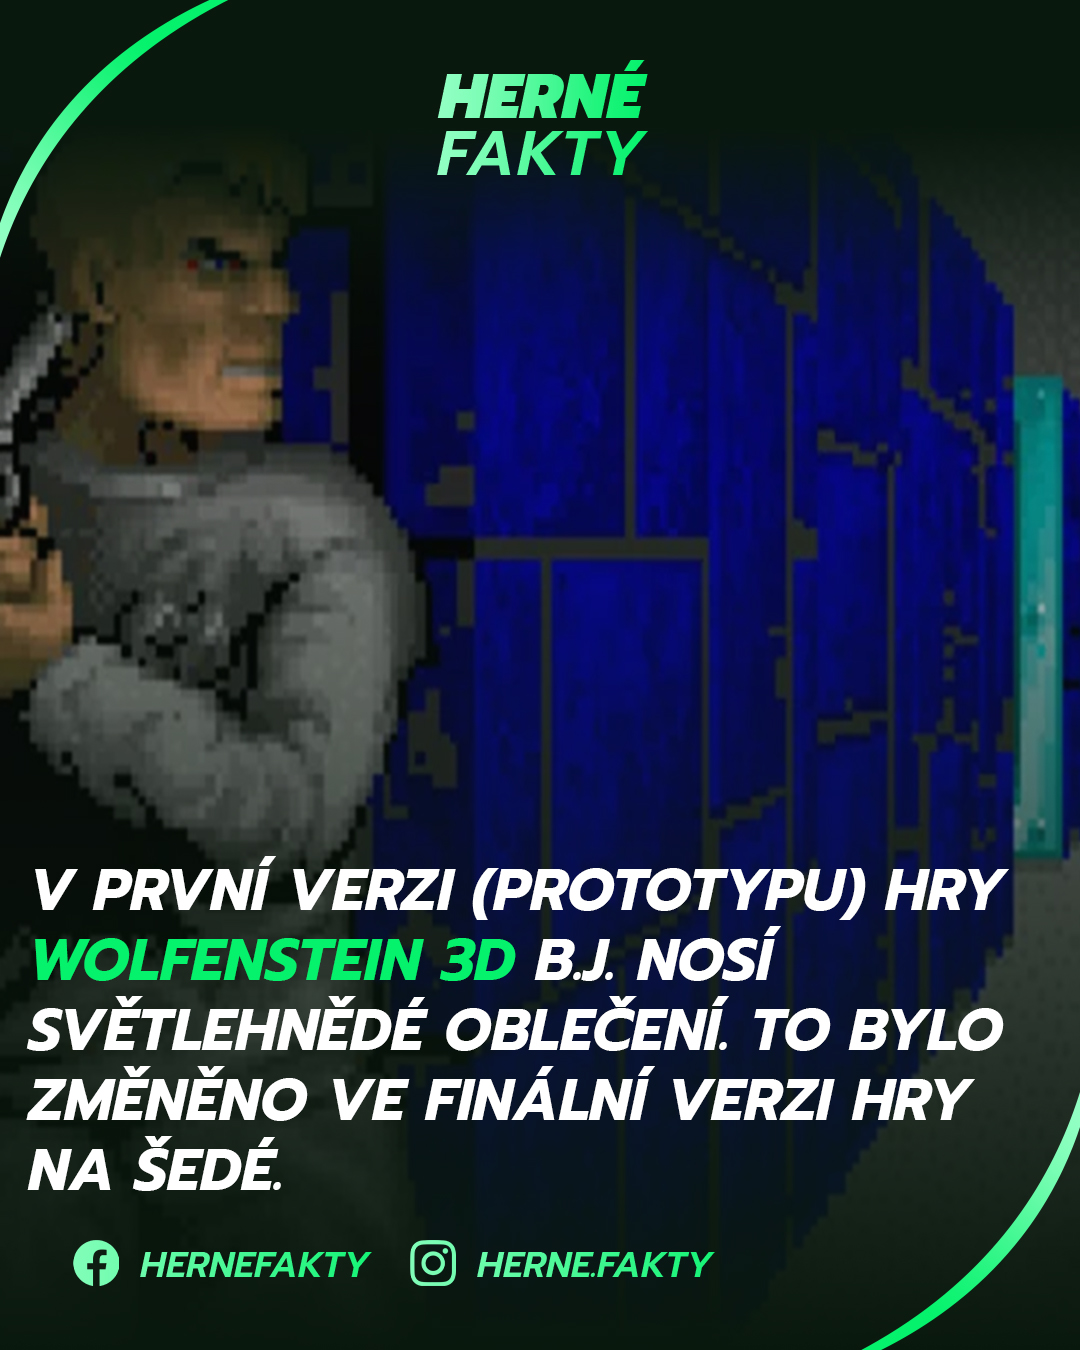 HERNÉ
FAKTY
V PRVNÍ VERZI (PROTOTYPU) HRY
WOLFENSTEIN 3D B.J. NOSÍ
SVĚTLEHNĚDÉ OBLEČENÍ. TO BYLO
ZMĚNĚNO VE FINÁLNÍ VERZI HRY
NA ŠEDÉ.
HERNEFAKTY HERNE.FAKTY